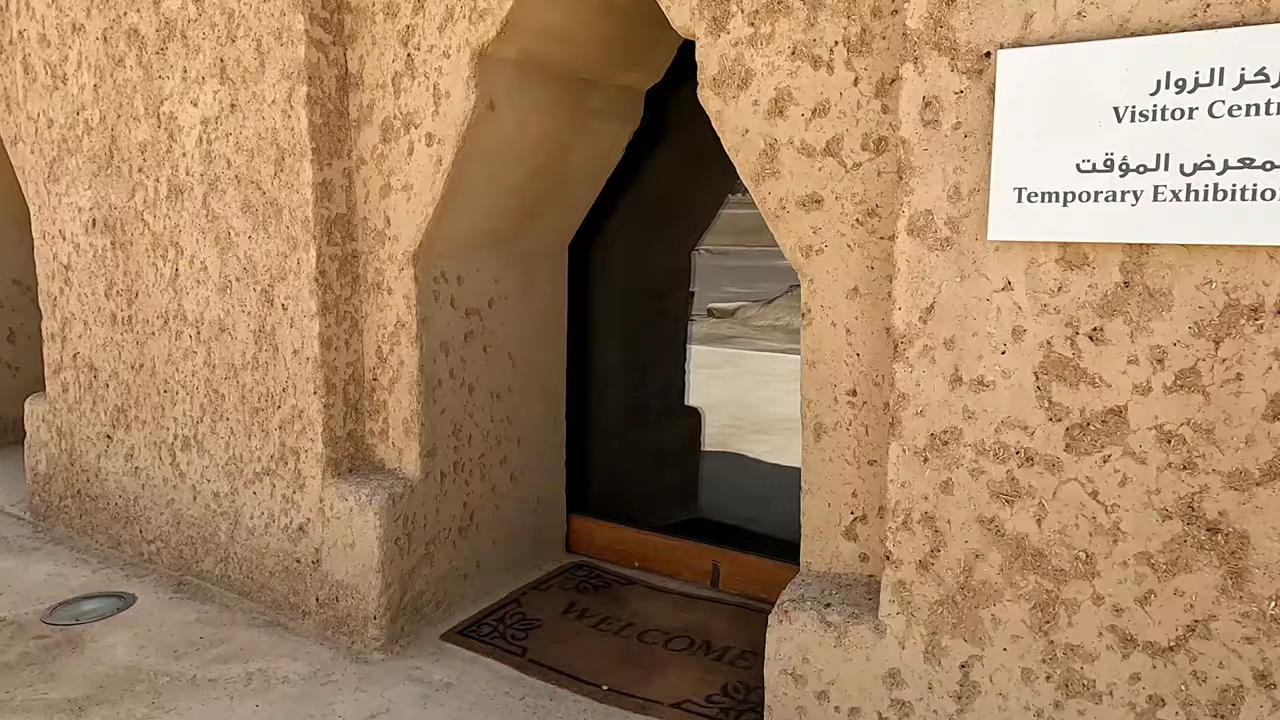 ركز الزوار
Visitor Cent
معرض المؤقت
Temporary Exhibitio
WELCOME